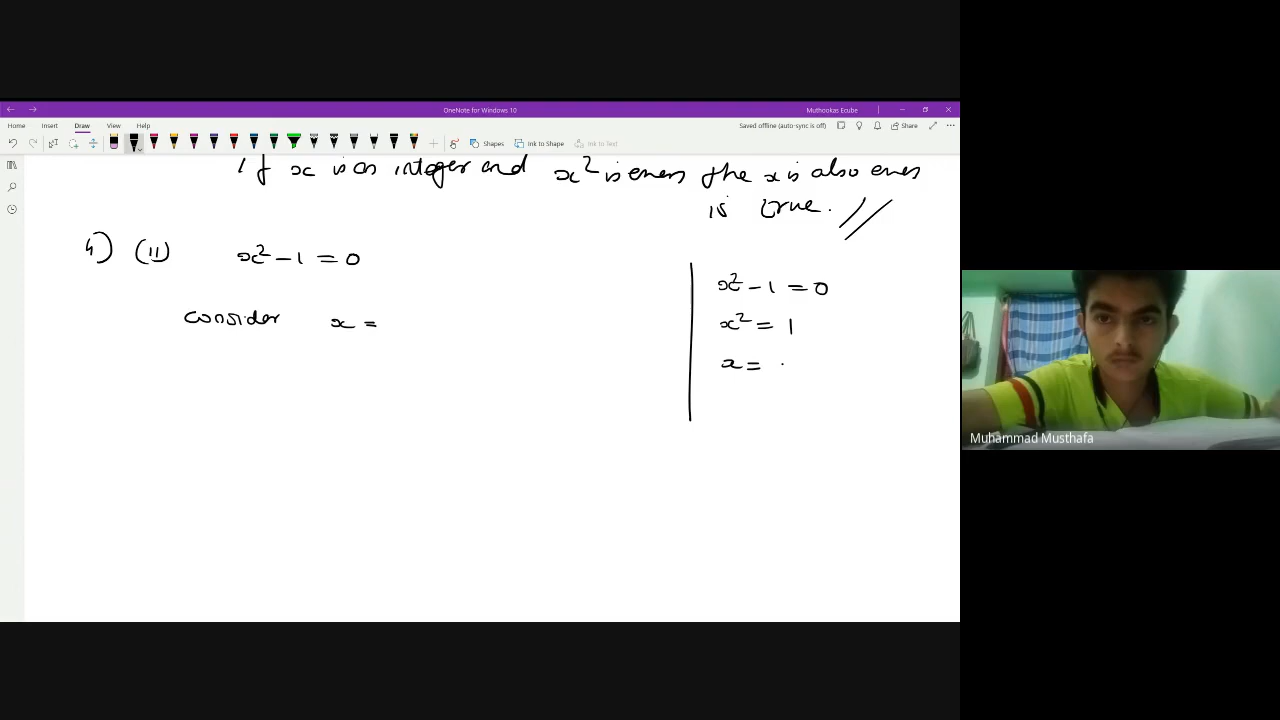 OneNote for Windows 10
Muthookas Ecube
Home Insert Draw View Help
Saved offline (auto-sync is off)
Share
Shapes Ink to Shape Ink to Text
If x is an integer and x² is even the x is also even
is true.
4) (ii) x² - 1 = 0
x² - 1 = 0
consider x =
x² = 1
x =
Muhammad Musthafa